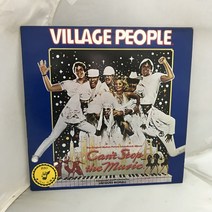 VILLAGE PEOPLE
Can't Stop
the Music